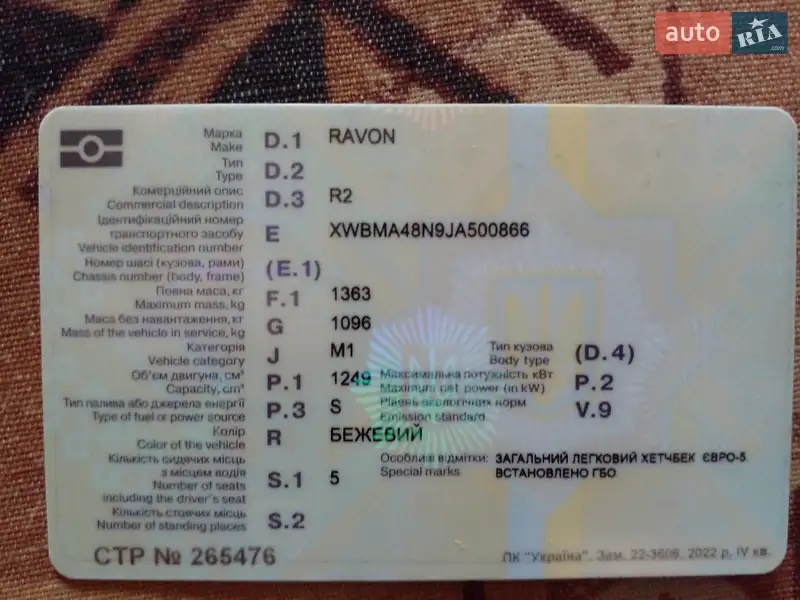 auto RIA .com
Марка
Make D.1 RAVON
Тип
Type D.2
Комерційний опис
Commercial description D.3 R2
Ідентифікаційний номер
транспортного засобу
Vehicle identification number E XWBMA48N9JA500866
Номер шасі (кузова, рами)
Chassis number (body, frame) (E.1)
Повна маса, кг
Maximum mass, kg F.1 1363
Маса без навантаження, кг
Mass of the vehicle in service, kg G 1096
Категорія
Vehicle category J M1
Тип кузова
Body type (D.4)
Об'єм двигуна, см³
Capacity, cm³ P.1 1249
Максимальна потужність кВт
Maximum net power (in kW) P.2
Тип палива або джерела енергії
Type of fuel or power source P.3 S
Рівень екологічних норм
Emission standard V.9
Колір
Color of the vehicle R БЕЖЕВИЙ
Кількість сидячих місць
з місцем водія
Number of seats
including the driver's seat S.1 5
Особливі відмітки: ЗАГАЛЬНИЙ ЛЕГКОВИЙ ХЕТЧБЕК ЄВРО-5
Special marks ВСТАНОВЛЕНО ГБО
Кількість стоячих місць
Number of standing places S.2
СТР № 265476
ПК "Україна". Зам. 22-3606, 2022 р, IV кв.